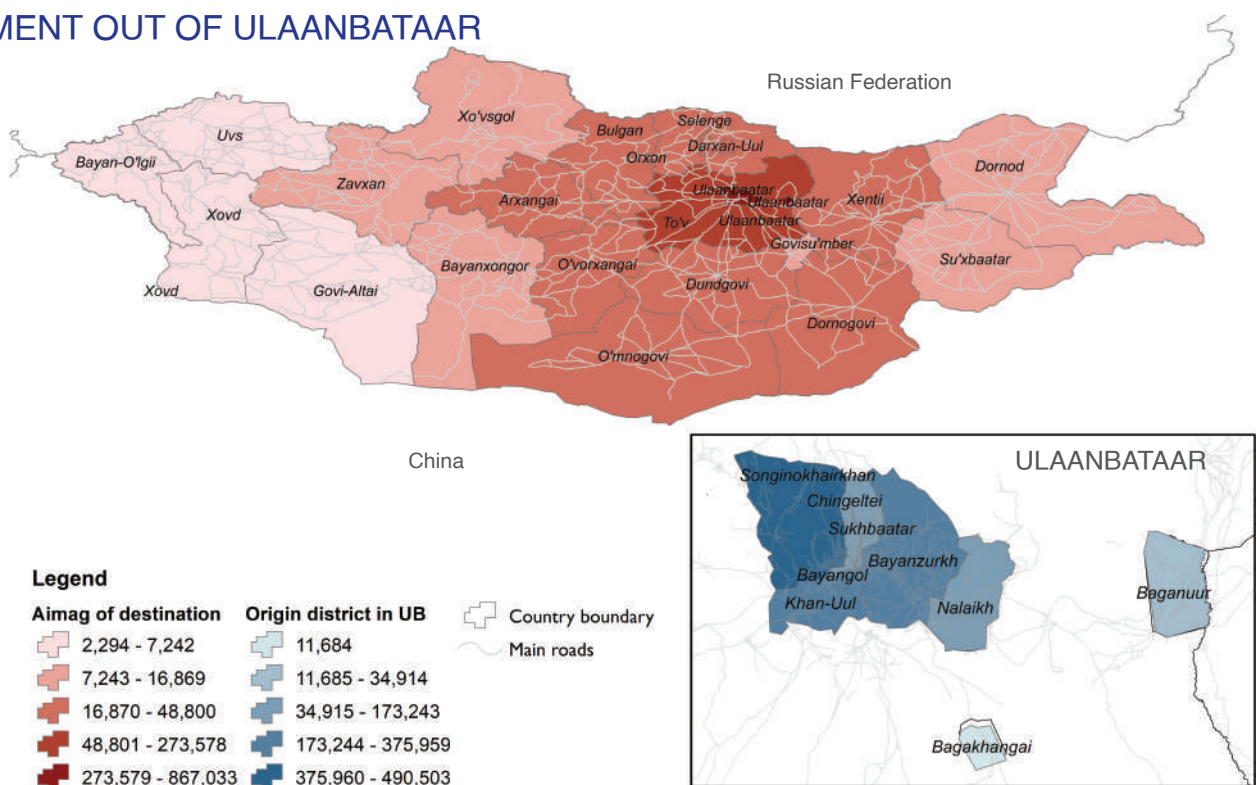 MENT OUT OF ULAANBATAAR
Russian Federation
Xo'vsgol
Selenge
Bulgan
Uvs
Darxan-Uul
Orxon
Bayan-O'lgii
Dornod
Zavxan
Ulaanbaatar
Arxangai
Ulaanbaatar
Xentii
Xovd
To'v
Ulaanbaatar
Govisu'mber
Su'xbaatar
Bayanxongor
O'vorxangai
Dundgovi
Xovd
Govi-Altai
Dornogovi
O'mnogovi
China
ULAANBATAAR
Songinokhairkhan
Chingeltei
Sukhbaatar
Bayanzurkh
Bayangol
Khan-Uul
Nalaikh
Baganuur
Bagakhangai
Legend
Aimag of destination
2,294 - 7,242
7,243 - 16,869
16,870 - 48,800
48,801 - 273,578
273,579 - 867,033
Origin district in UB
11,684
11,685 - 34,914
34,915 - 173,243
173,244 - 375,959
375,960 - 490,503
Country boundary
Main roads